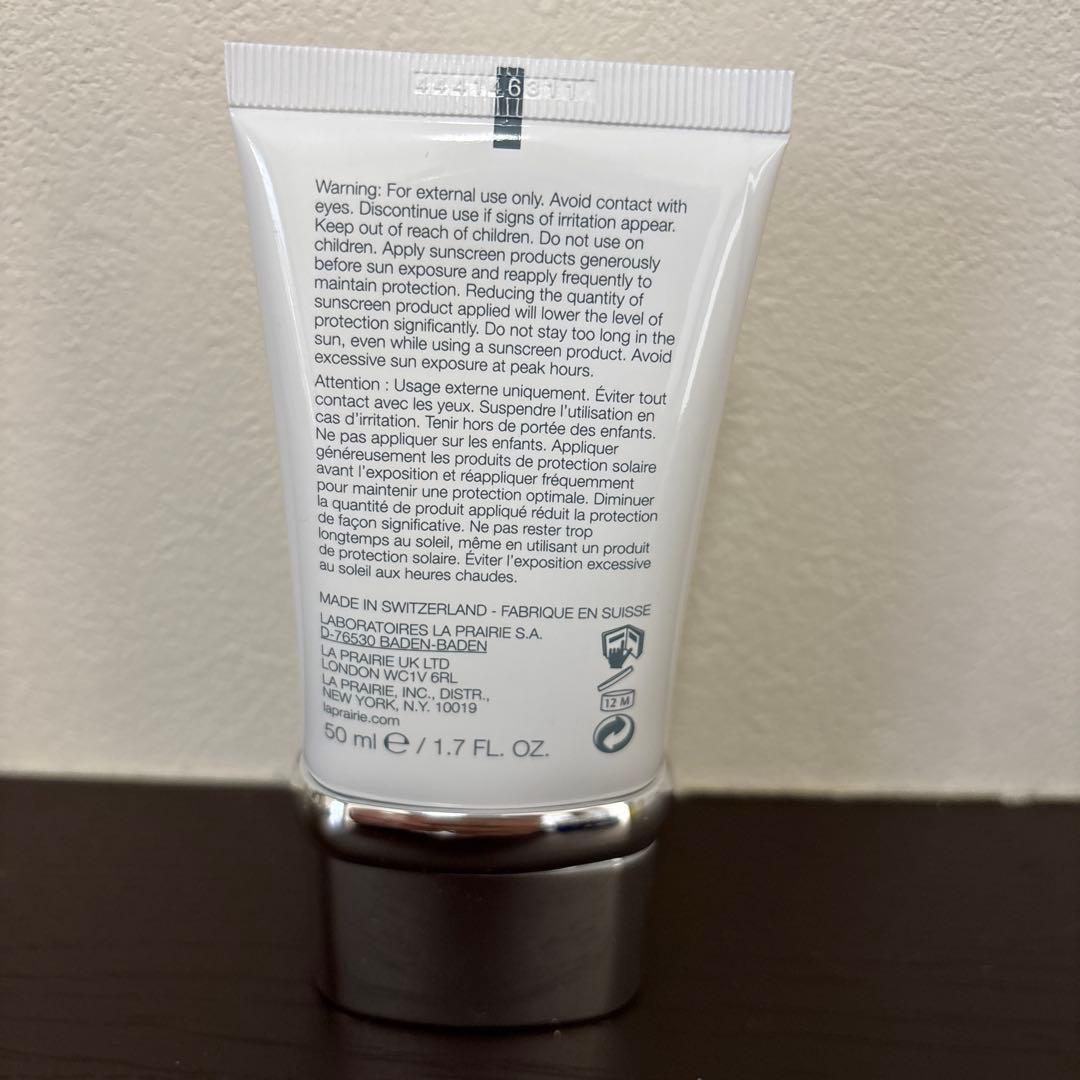 Warning: For external use only. Avoid contact with
eyes. Discontinue use if signs of irritation appear.
Keep out of reach of children. Do not use on
children. Apply sunscreen products generously
before sun exposure and reapply frequently to
maintain protection. Reducing the quantity of
sunscreen product applied will lower the level of
protection significantly. Do not stay too long in the
sun, even while using a sunscreen product. Avoid
excessive sun exposure at peak hours.
Attention : Usage externe uniquement. Éviter tout
contact avec les yeux. Suspendre l'utilisation en
cas d'irritation. Tenir hors de portée des enfants.
Ne pas appliquer sur les enfants. Appliquer
généreusement les produits de protection solaire
avant l'exposition et réappliquer fréquemment
pour maintenir une protection optimale. Diminuer
la quantité de produit appliqué réduit la protection
de façon significative. Ne pas rester trop
longtemps au soleil, même en utilisant un produit
de protection solaire. Éviter l'exposition excessive
au soleil aux heures chaudes.
MADE IN SWITZERLAND - FABRIQUE EN SUISSE
LABORATOIRES LA PRAIRIE S.A.
D-76530 BADEN-BADEN
LA PRAIRIE UK LTD
LONDON WC1V 6RL
LA PRAIRIE, INC., DISTR.,
NEW YORK, N.Y. 10019
laprairie.com
12 M
50 ml ℮ / 1.7 FL. OZ.